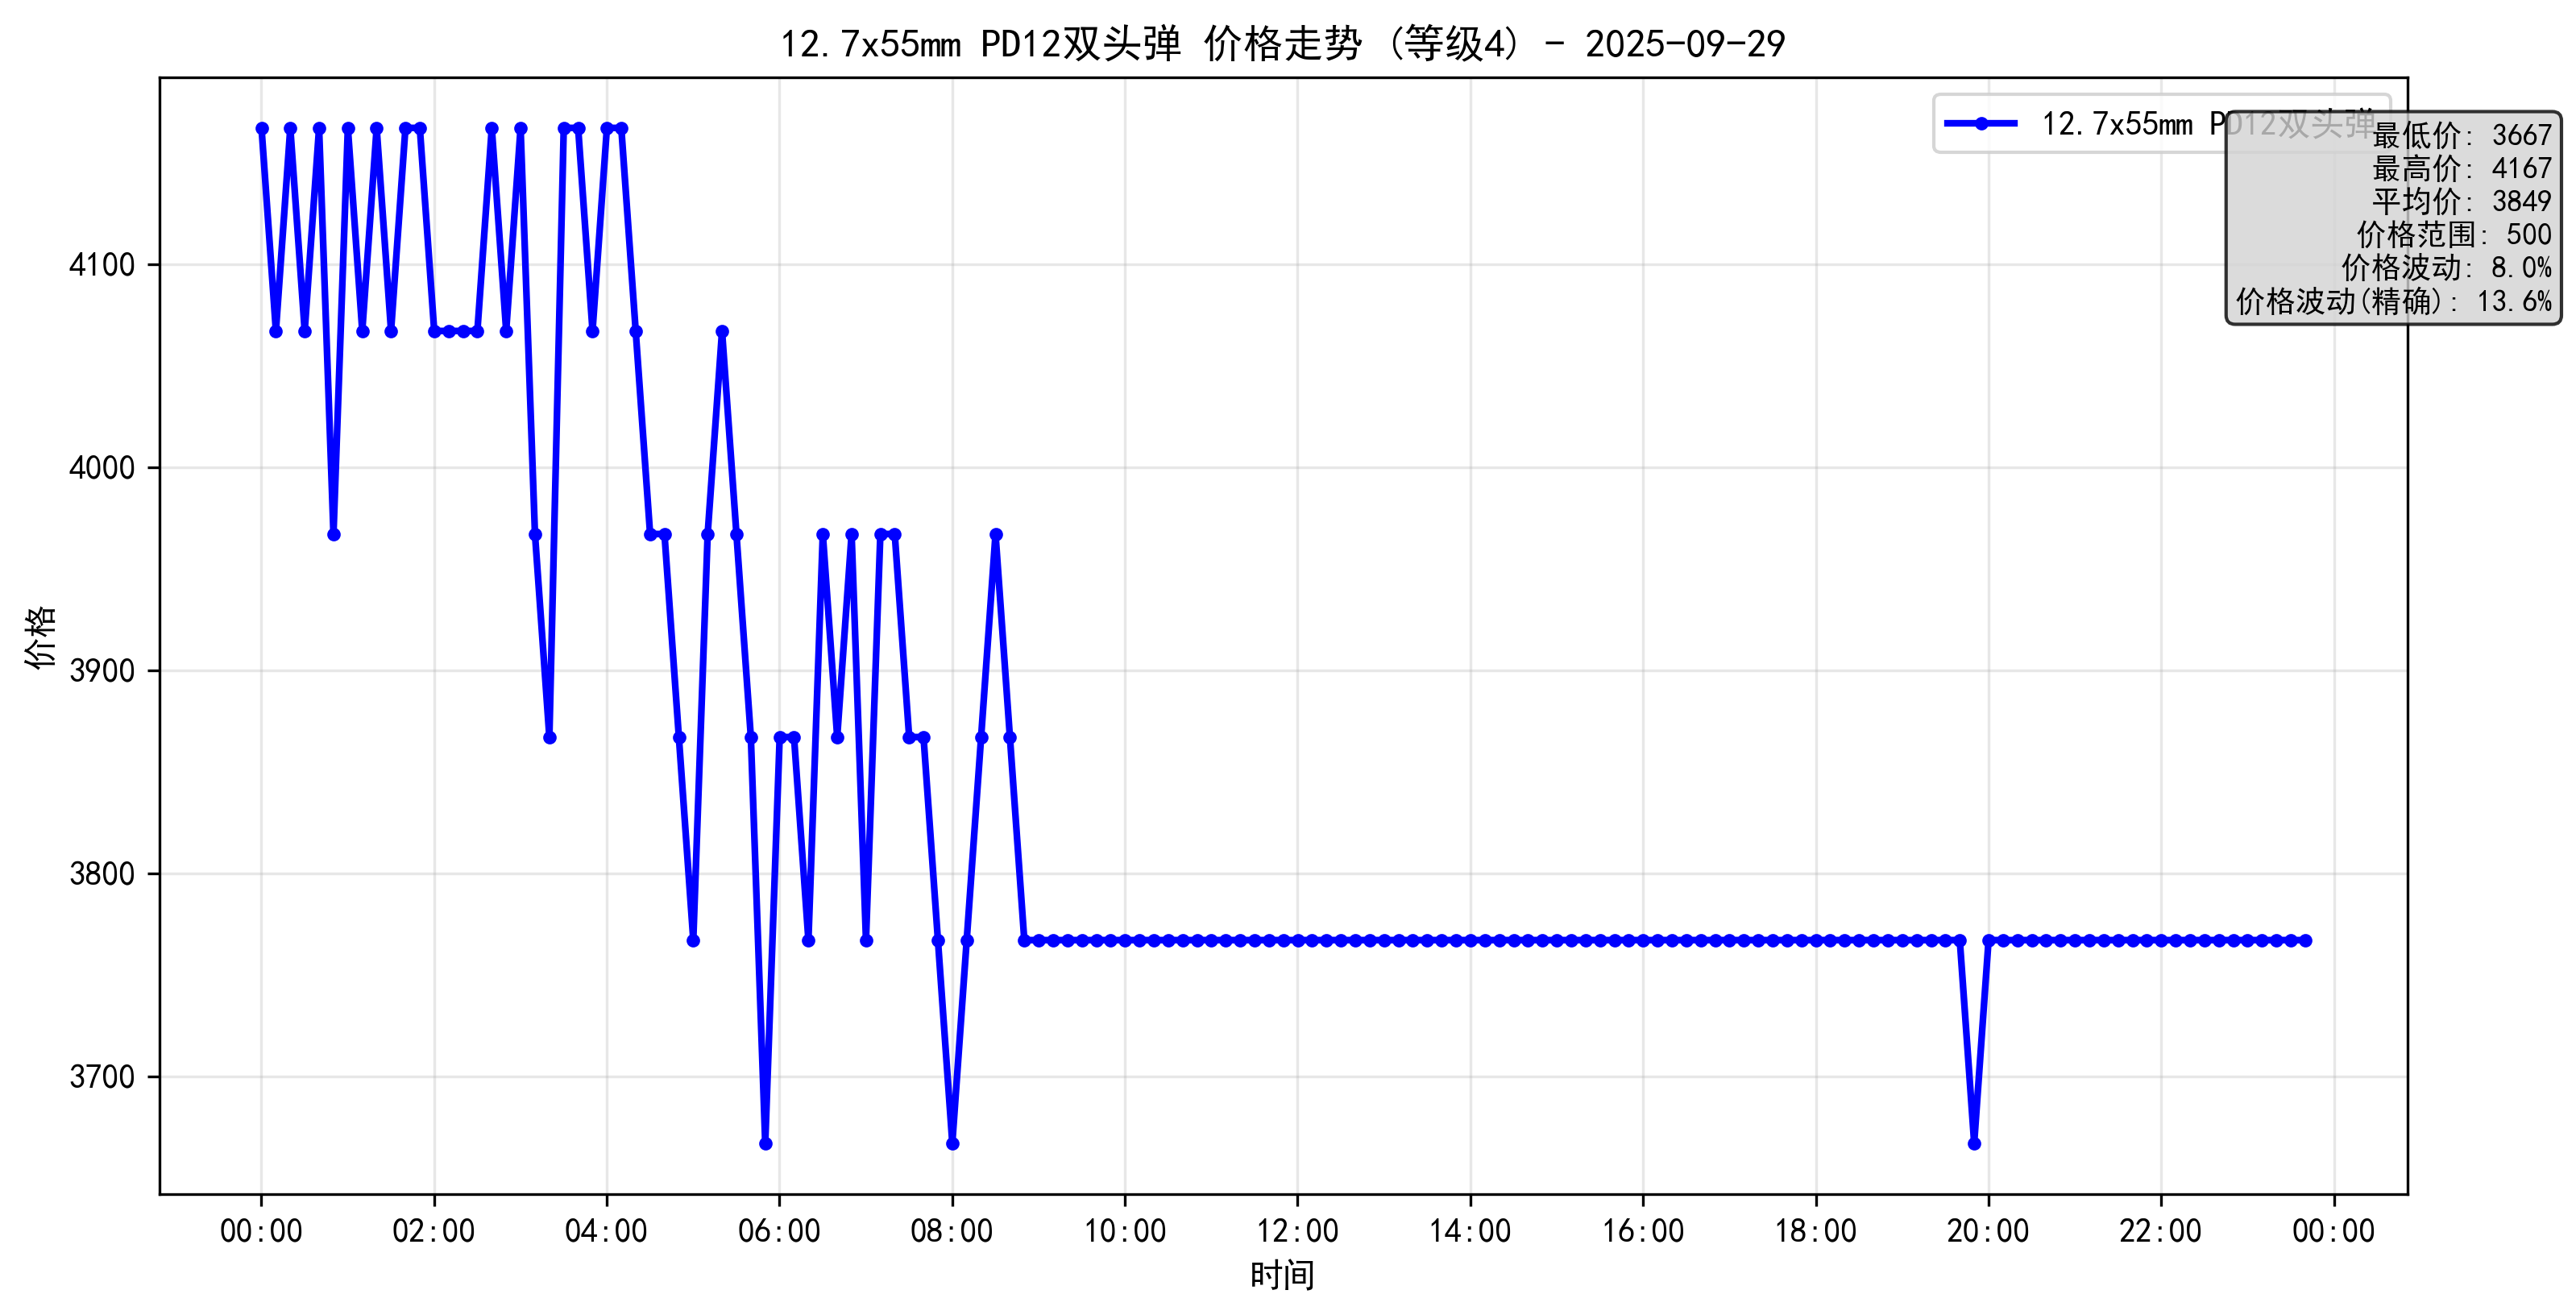 12.7x55mm PD12双头弹 价格走势 (等级4) - 2025-09-29
12.7x55mm PD12双头弹
最低价: 3667
最高价: 4167
平均价: 3849
价格范围: 500
价格波动: 8.0%
价格波动(精确): 13.6%
价格
4100
4000
3900
3800
3700
00:00 02:00 04:00 06:00 08:00 10:00 12:00 14:00 16:00 18:00 20:00 22:00 00:00
时间